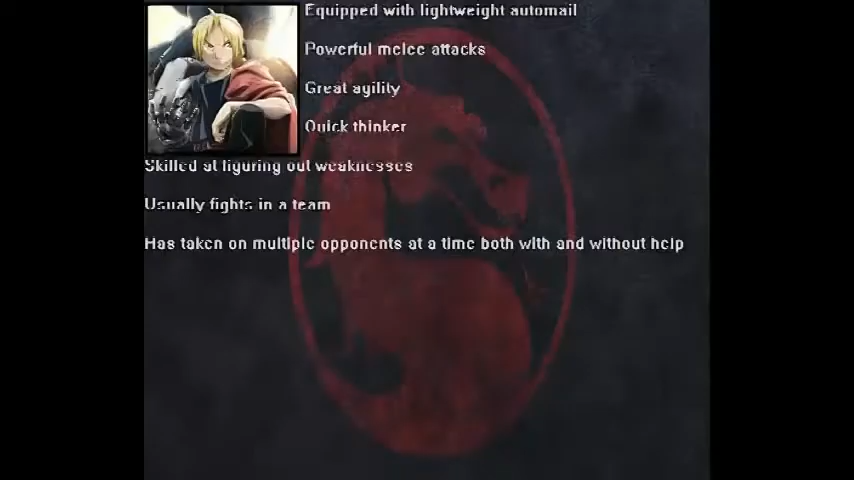 Equipped with lightweight automail
Powerful melee attacks
Great agility
Quick thinker
Skilled at figuring out weaknesses
Usually fights in a team
Has taken on multiple opponents at a time both with and without help